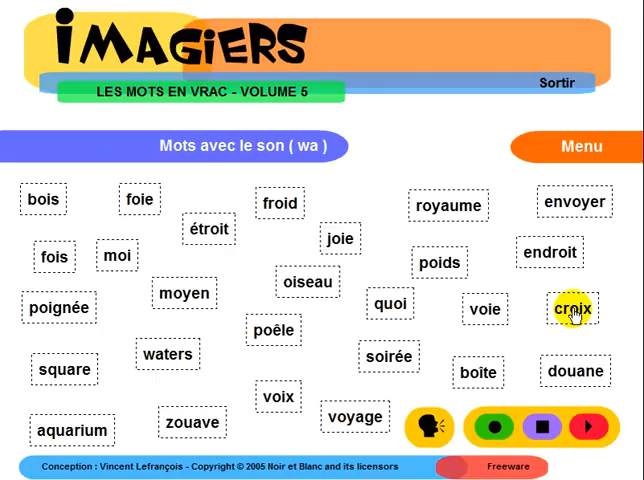 iMAGiERS
Sortir
LES MOTS EN VRAC - VOLUME 5
Mots avec le son ( wa )
Menu
bois
foie
froid
royaume
envoyer
étroit
joie
fois
moi
poids
endroit
poignée
moyen
oiseau
quoi
voie
croix
poêle
square
waters
soirée
boîte
douane
voix
aquarium
zouave
voyage
Conception : Vincent Lefrançois - Copyright © 2005 Noir et Blanc and its licensors
Freeware